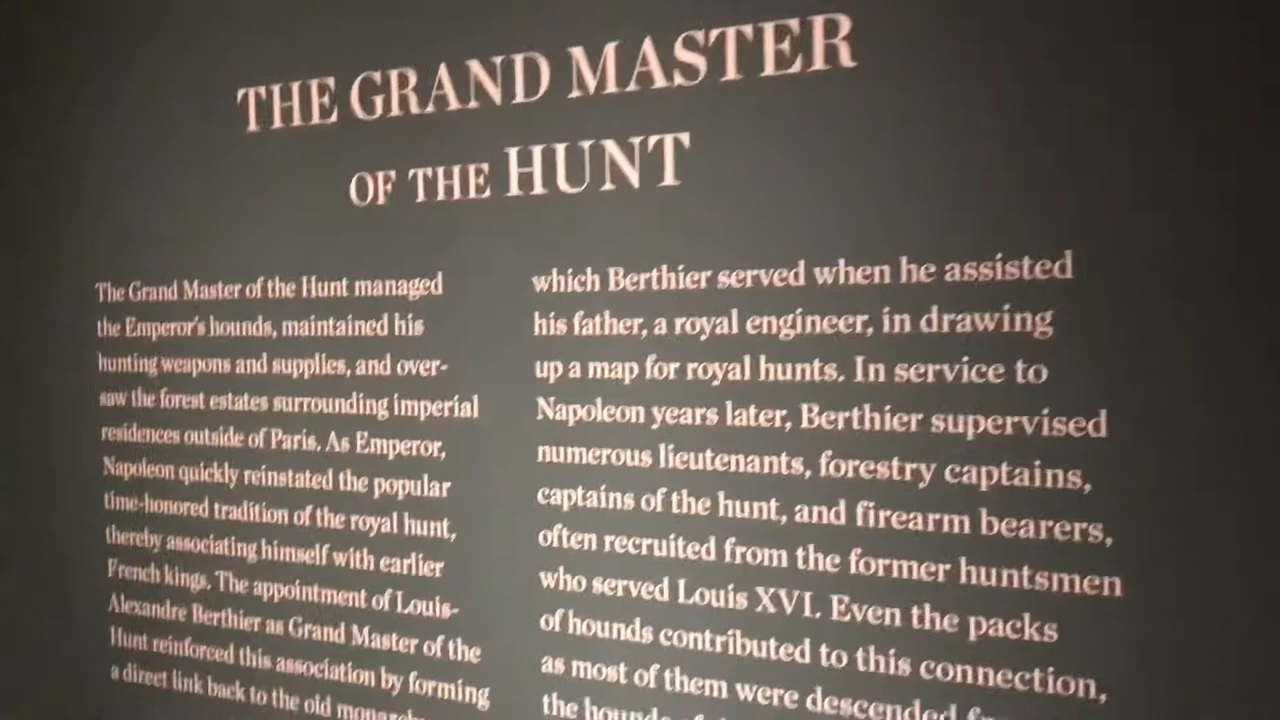 THE GRAND MASTER
OF THE HUNT
The Grand Master of the Hunt managed
the Emperor's hounds, maintained his
hunting weapons and supplies, and over-
saw the forest estates surrounding imperial
residences outside of Paris. As Emperor,
Napoleon quickly reinstated the popular
time-honored tradition of the royal hunt,
thereby associating himself with earlier
French kings. The appointment of Louis-
Alexandre Berthier as Grand Master of the
Hunt reinforced this association by forming
a direct link back to the old
which Berthier served when he assisted
his father, a royal engineer, in drawing
up a map for royal hunts. In service to
Napoleon years later, Berthier supervised
numerous lieutenants, forestry captains,
captains of the hunt, and firearm bearers,
often recruited from the former huntsmen
who served Louis XVI. Even the packs
of hounds contributed to this connection,
as most of them were descended
the hounds